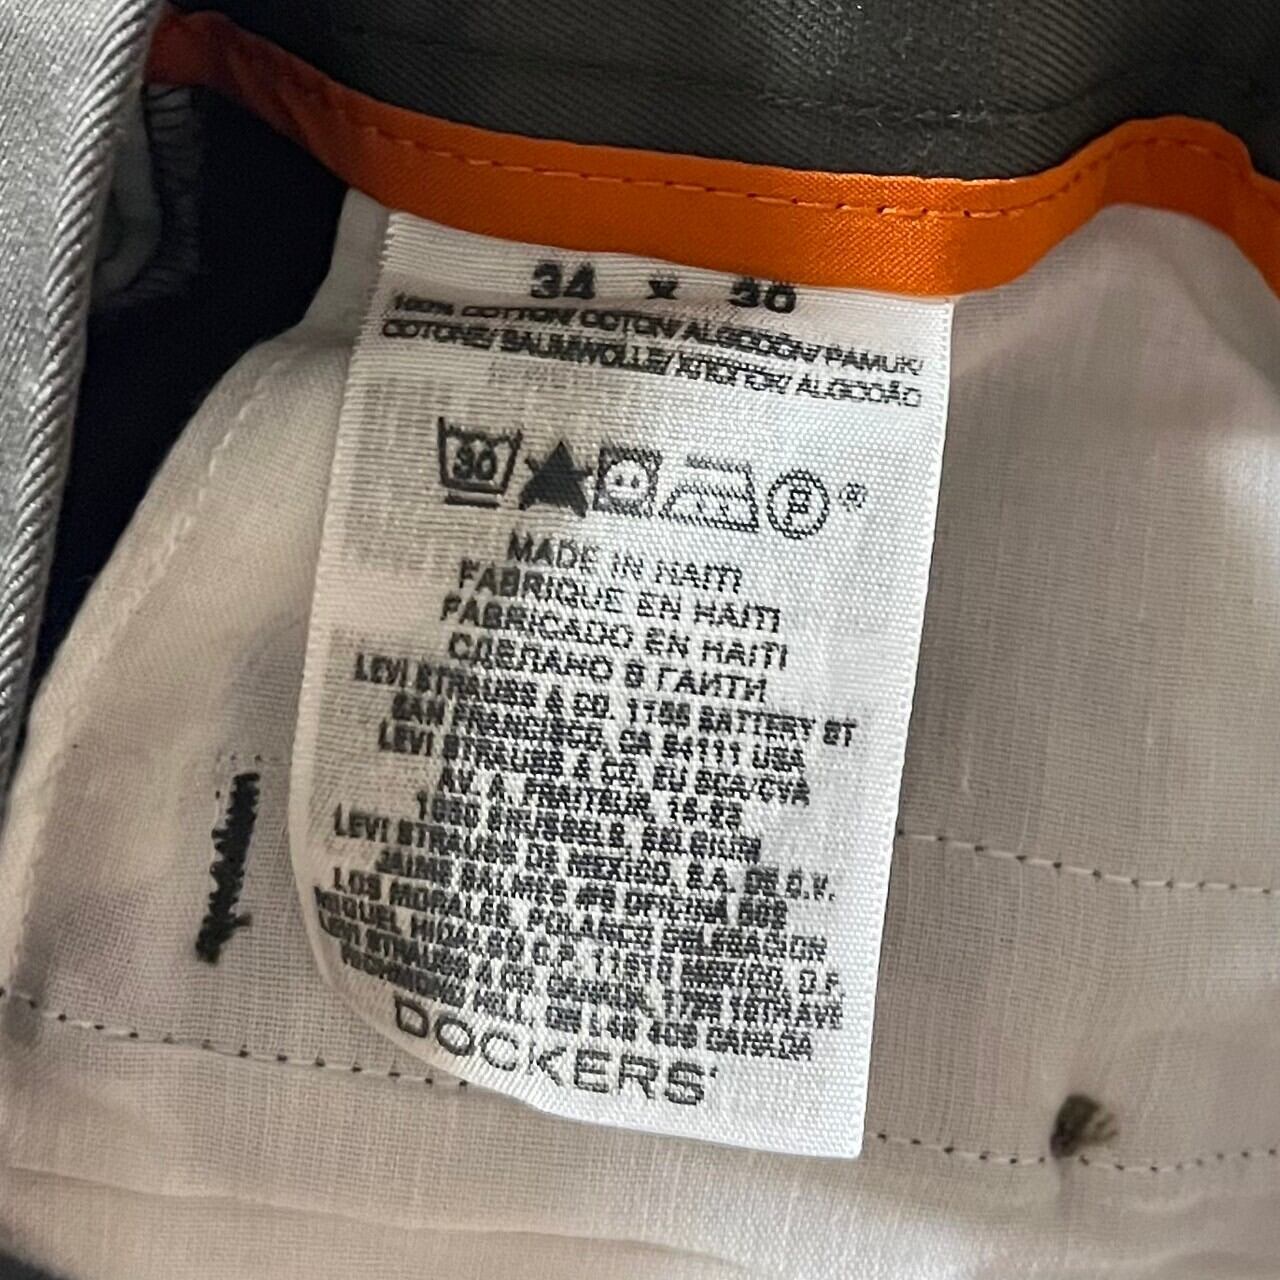 34 x 30
100% COTTON/ COTON/ ALGODÓN/ PAMUK/
COTONE/ BAUMWOLLE/ ХЛОПОК/ ALGODÃO
30
P ®
MADE IN HAITI
FABRIQUE EN HAITI
FABRICADO EN HAITI
СДЕЛАНО В ГАИТИ
LEVI STRAUSS & CO. 1155 BATTERY ST
SAN FRANCISCO, CA 94111 USA
LEVI STRAUSS & CO. EU SCA/CVA
AV. A. FRAITEUR, 15-23
1050 BRUSSELS, BELGIUM
LEVI STRAUSS DE MEXICO, S.A. DE C.V.
JAIME BALMES #8 OFICINA
LOS MORALES, POLANCO
MIGUEL HIDALGO C.P. 11510 MEXICO, D.F.
LEVI STRAUSS & CO. CANADA, 1725 16TH AVE
RICHMOND HILL, ON L4B 4C6 CANADA
DOCKERS